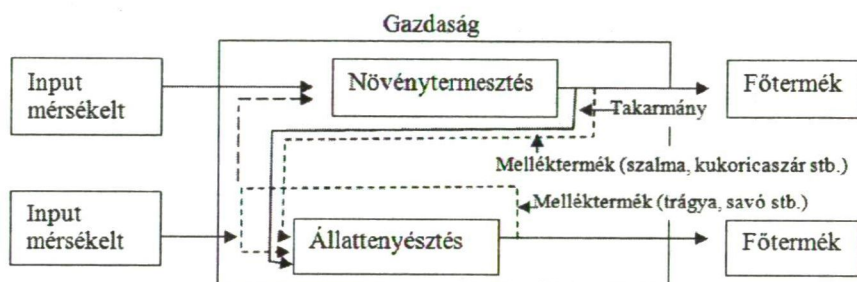 Gazdaság
Input
mérsékelt
Növénytermesztés
Főtermék
Takarmány
Melléktermék (szalma, kukoricaszár stb.)
Melléktermék (trágya, savó stb.)
Input
mérsékelt
Állattenyésztés
Főtermék